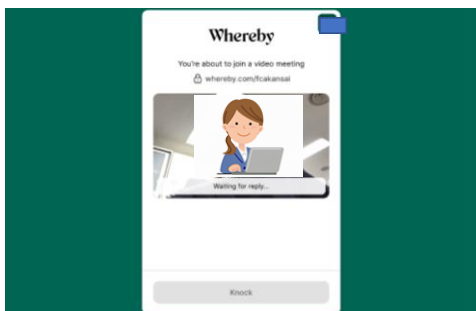 Whereby
You're about to join a video meeting
whereby.com/fcakansai
Waiting for reply...
Knock